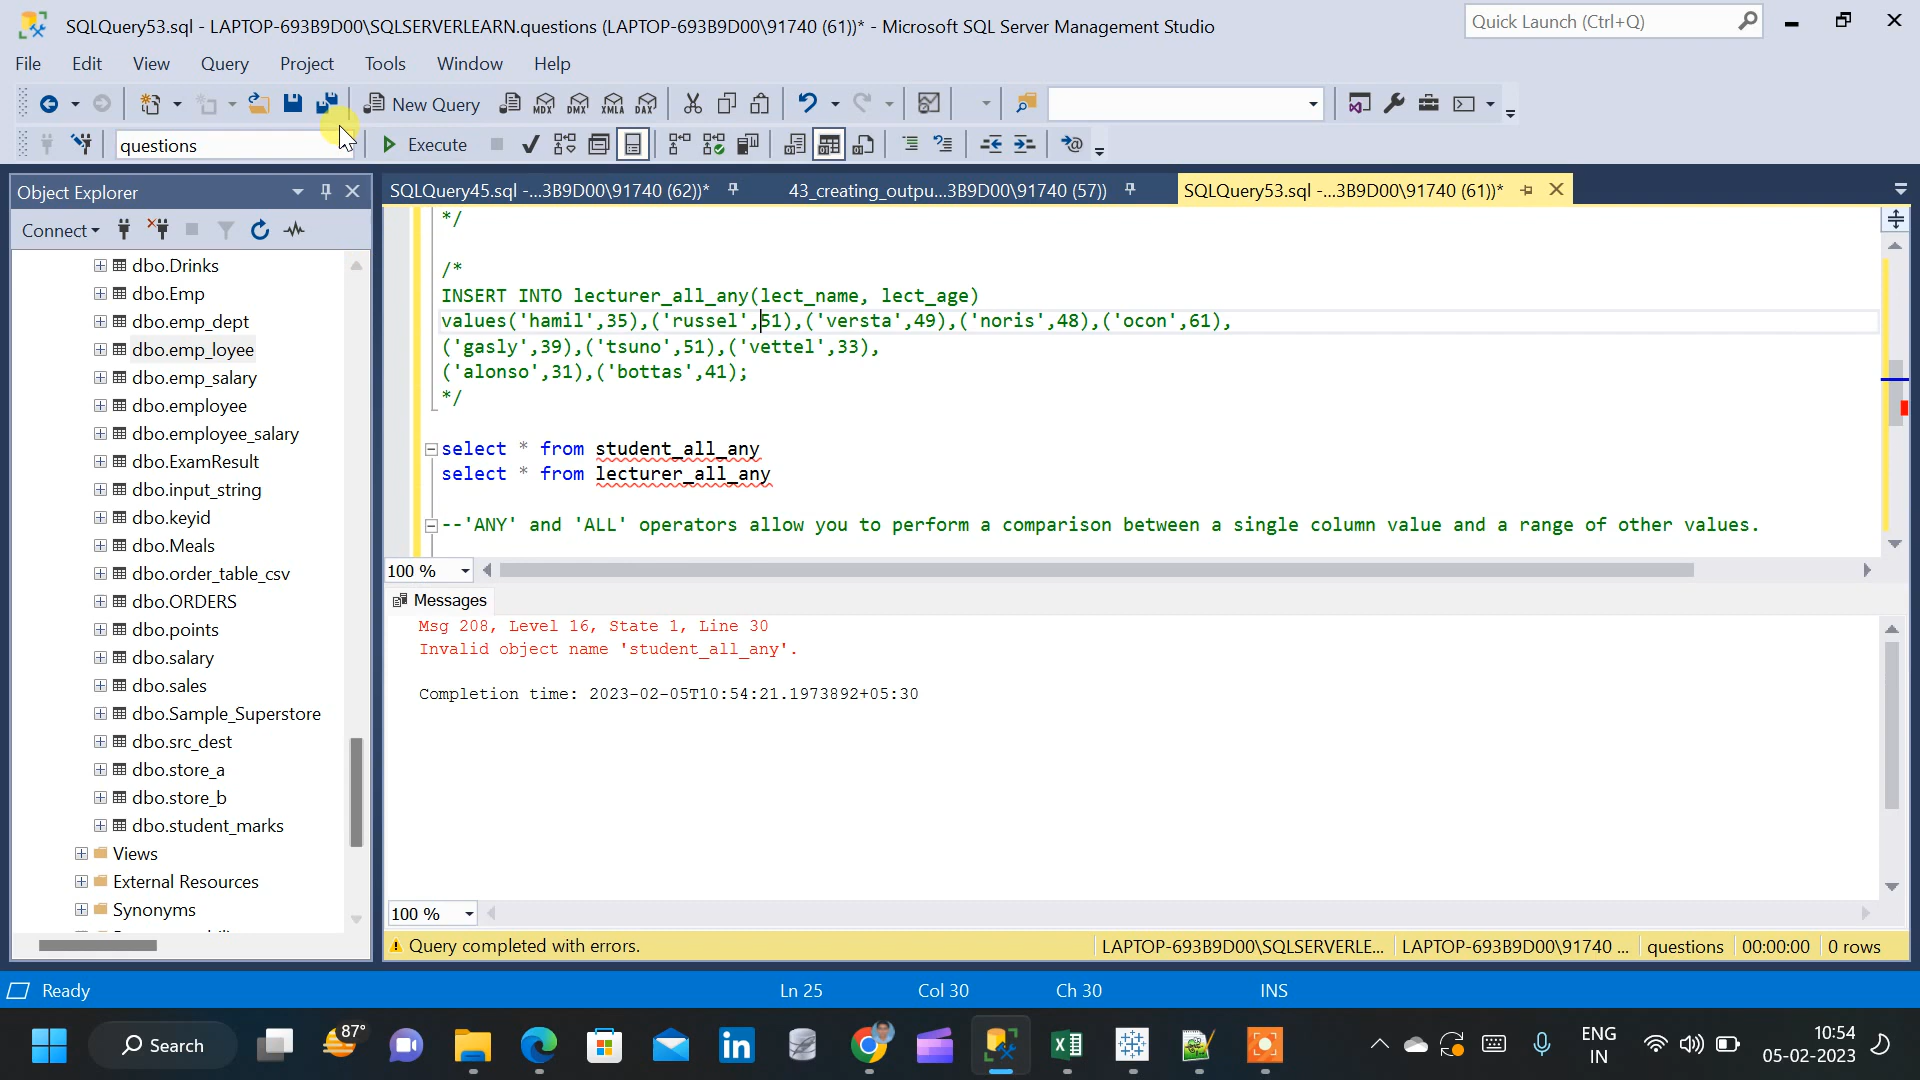 SQLQuery53.sql - LAPTOP-693B9D00\SQLSERVERLEARN.questions (LAPTOP-693B9D00\91740 (61))* - Microsoft SQL Server Management Studio
Quick Launch (Ctrl+Q)
File Edit View Query Project Tools Window Help
New Query
MDX DMX XMLA DAX
questions
Execute
Object Explorer
Connect
dbo.Drinks
dbo.Emp
dbo.emp_dept
dbo.emp_loyee
dbo.emp_salary
dbo.employee
dbo.employee_salary
dbo.ExamResult
dbo.input_string
dbo.keyid
dbo.Meals
dbo.order_table_csv
dbo.ORDERS
dbo.points
dbo.salary
dbo.sales
dbo.Sample_Superstore
dbo.src_dest
dbo.store_a
dbo.store_b
dbo.student_marks
Views
External Resources
Synonyms
SQLQuery45.sql -...3B9D00\91740 (62))*
43_creating_outpu...3B9D00\91740 (57))
SQLQuery53.sql -...3B9D00\91740 (61))*
*/
/*
INSERT INTO lecturer_all_any(lect_name, lect_age)
values('hamil',35),('russel',51),('versta',49),('noris',48),('ocon',61),
('gasly',39),('tsuno',51),('vettel',33),
('alonso',31),('bottas',41);
*/
select * from student_all_any
select * from lecturer_all_any
--'ANY' and 'ALL' operators allow you to perform a comparison between a single column value and a range of other values.
100 %
Messages
Msg 208, Level 16, State 1, Line 30
Invalid object name 'student_all_any'.
Completion time: 2023-02-05T10:54:21.1973892+05:30
100 %
Query completed with errors.
LAPTOP-693B9D00\SQLSERVERLE...
LAPTOP-693B9D00\91740 ...
questions
00:00:00
0 rows
Ready
Ln 25
Col 30
Ch 30
INS
Search
87°
ENG
IN
10:54
05-02-2023